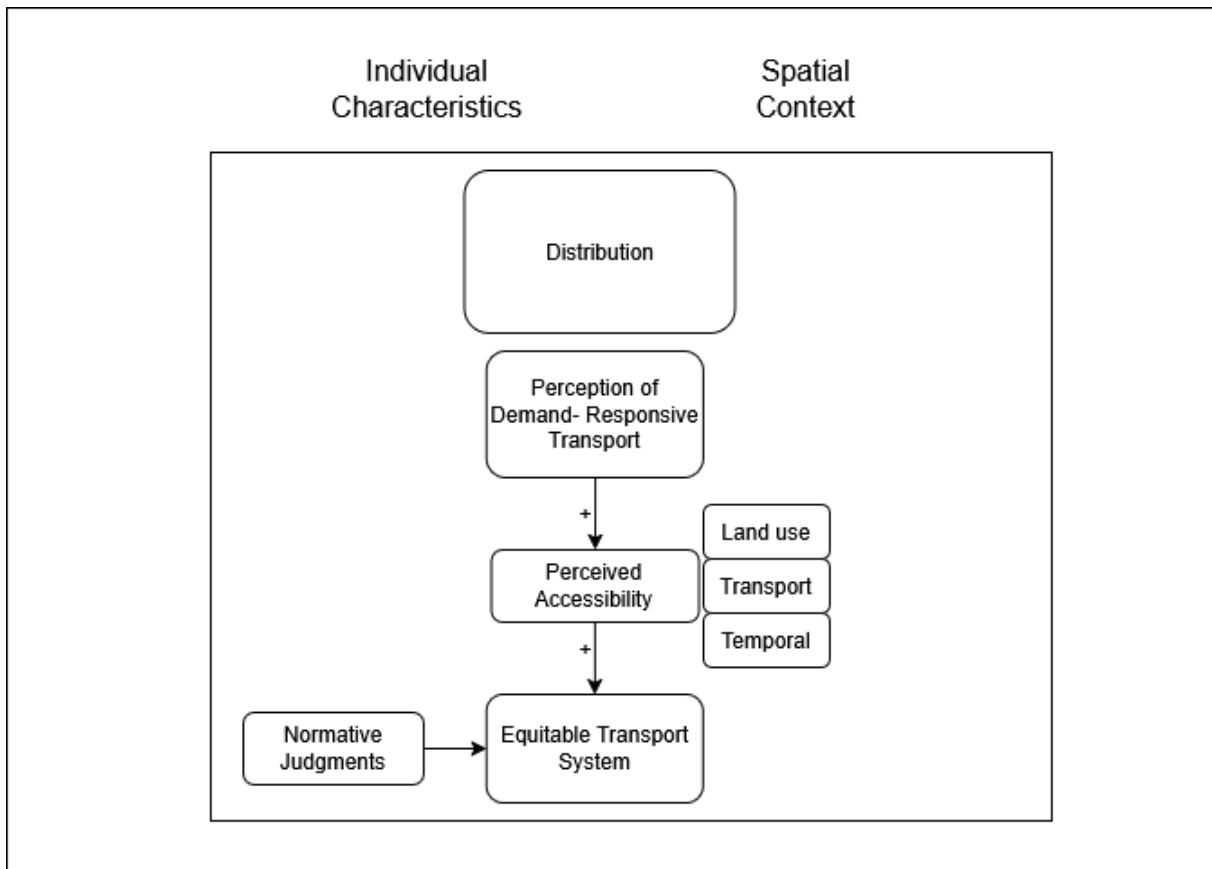 Individual
Characteristics
Spatial
Context
Distribution
Perception of
Demand- Responsive
Transport
+
Land use
Perceived
Accessibility
Transport
Temporal
+
Normative
Judgments
Equitable Transport
System